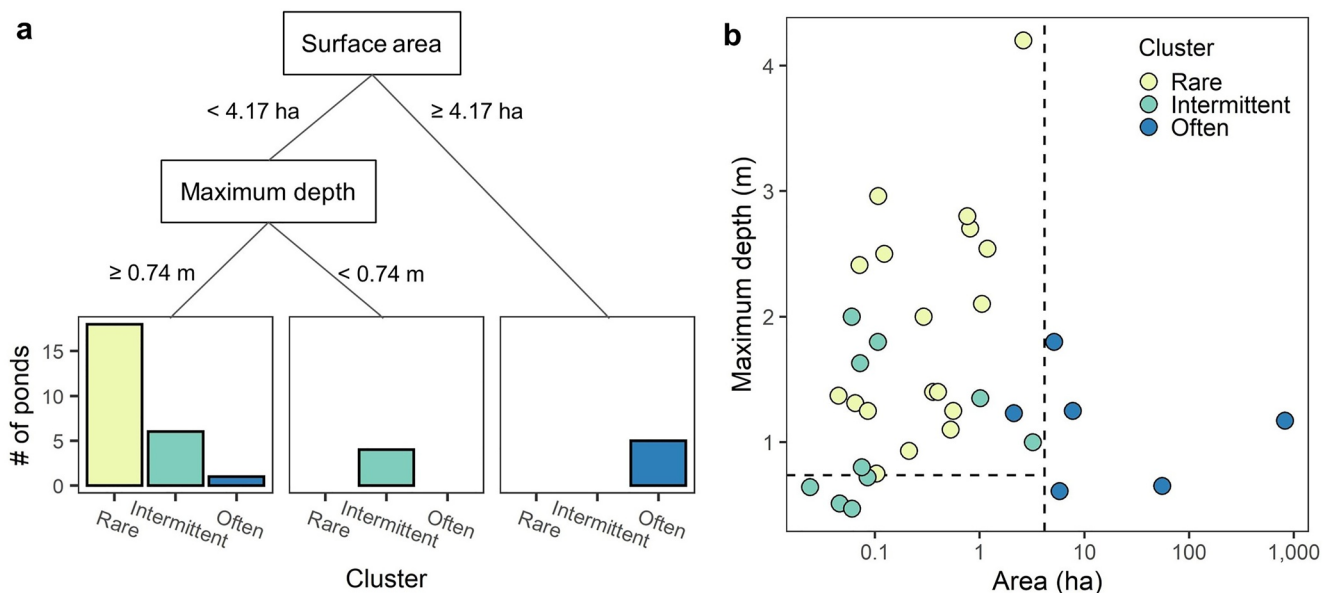 a
Surface area
< 4.17 ha
≥ 4.17 ha
Maximum depth
≥ 0.74 m
< 0.74 m
# of ponds
15
10
5
0
Rare
Intermittent
Often
Rare
Intermittent
Often
Rare
Intermittent
Often
Cluster
b
Cluster
Rare
Intermittent
Often
Maximum depth (m)
4
3
2
1
0.1
1
10
100
1,000
Area (ha)